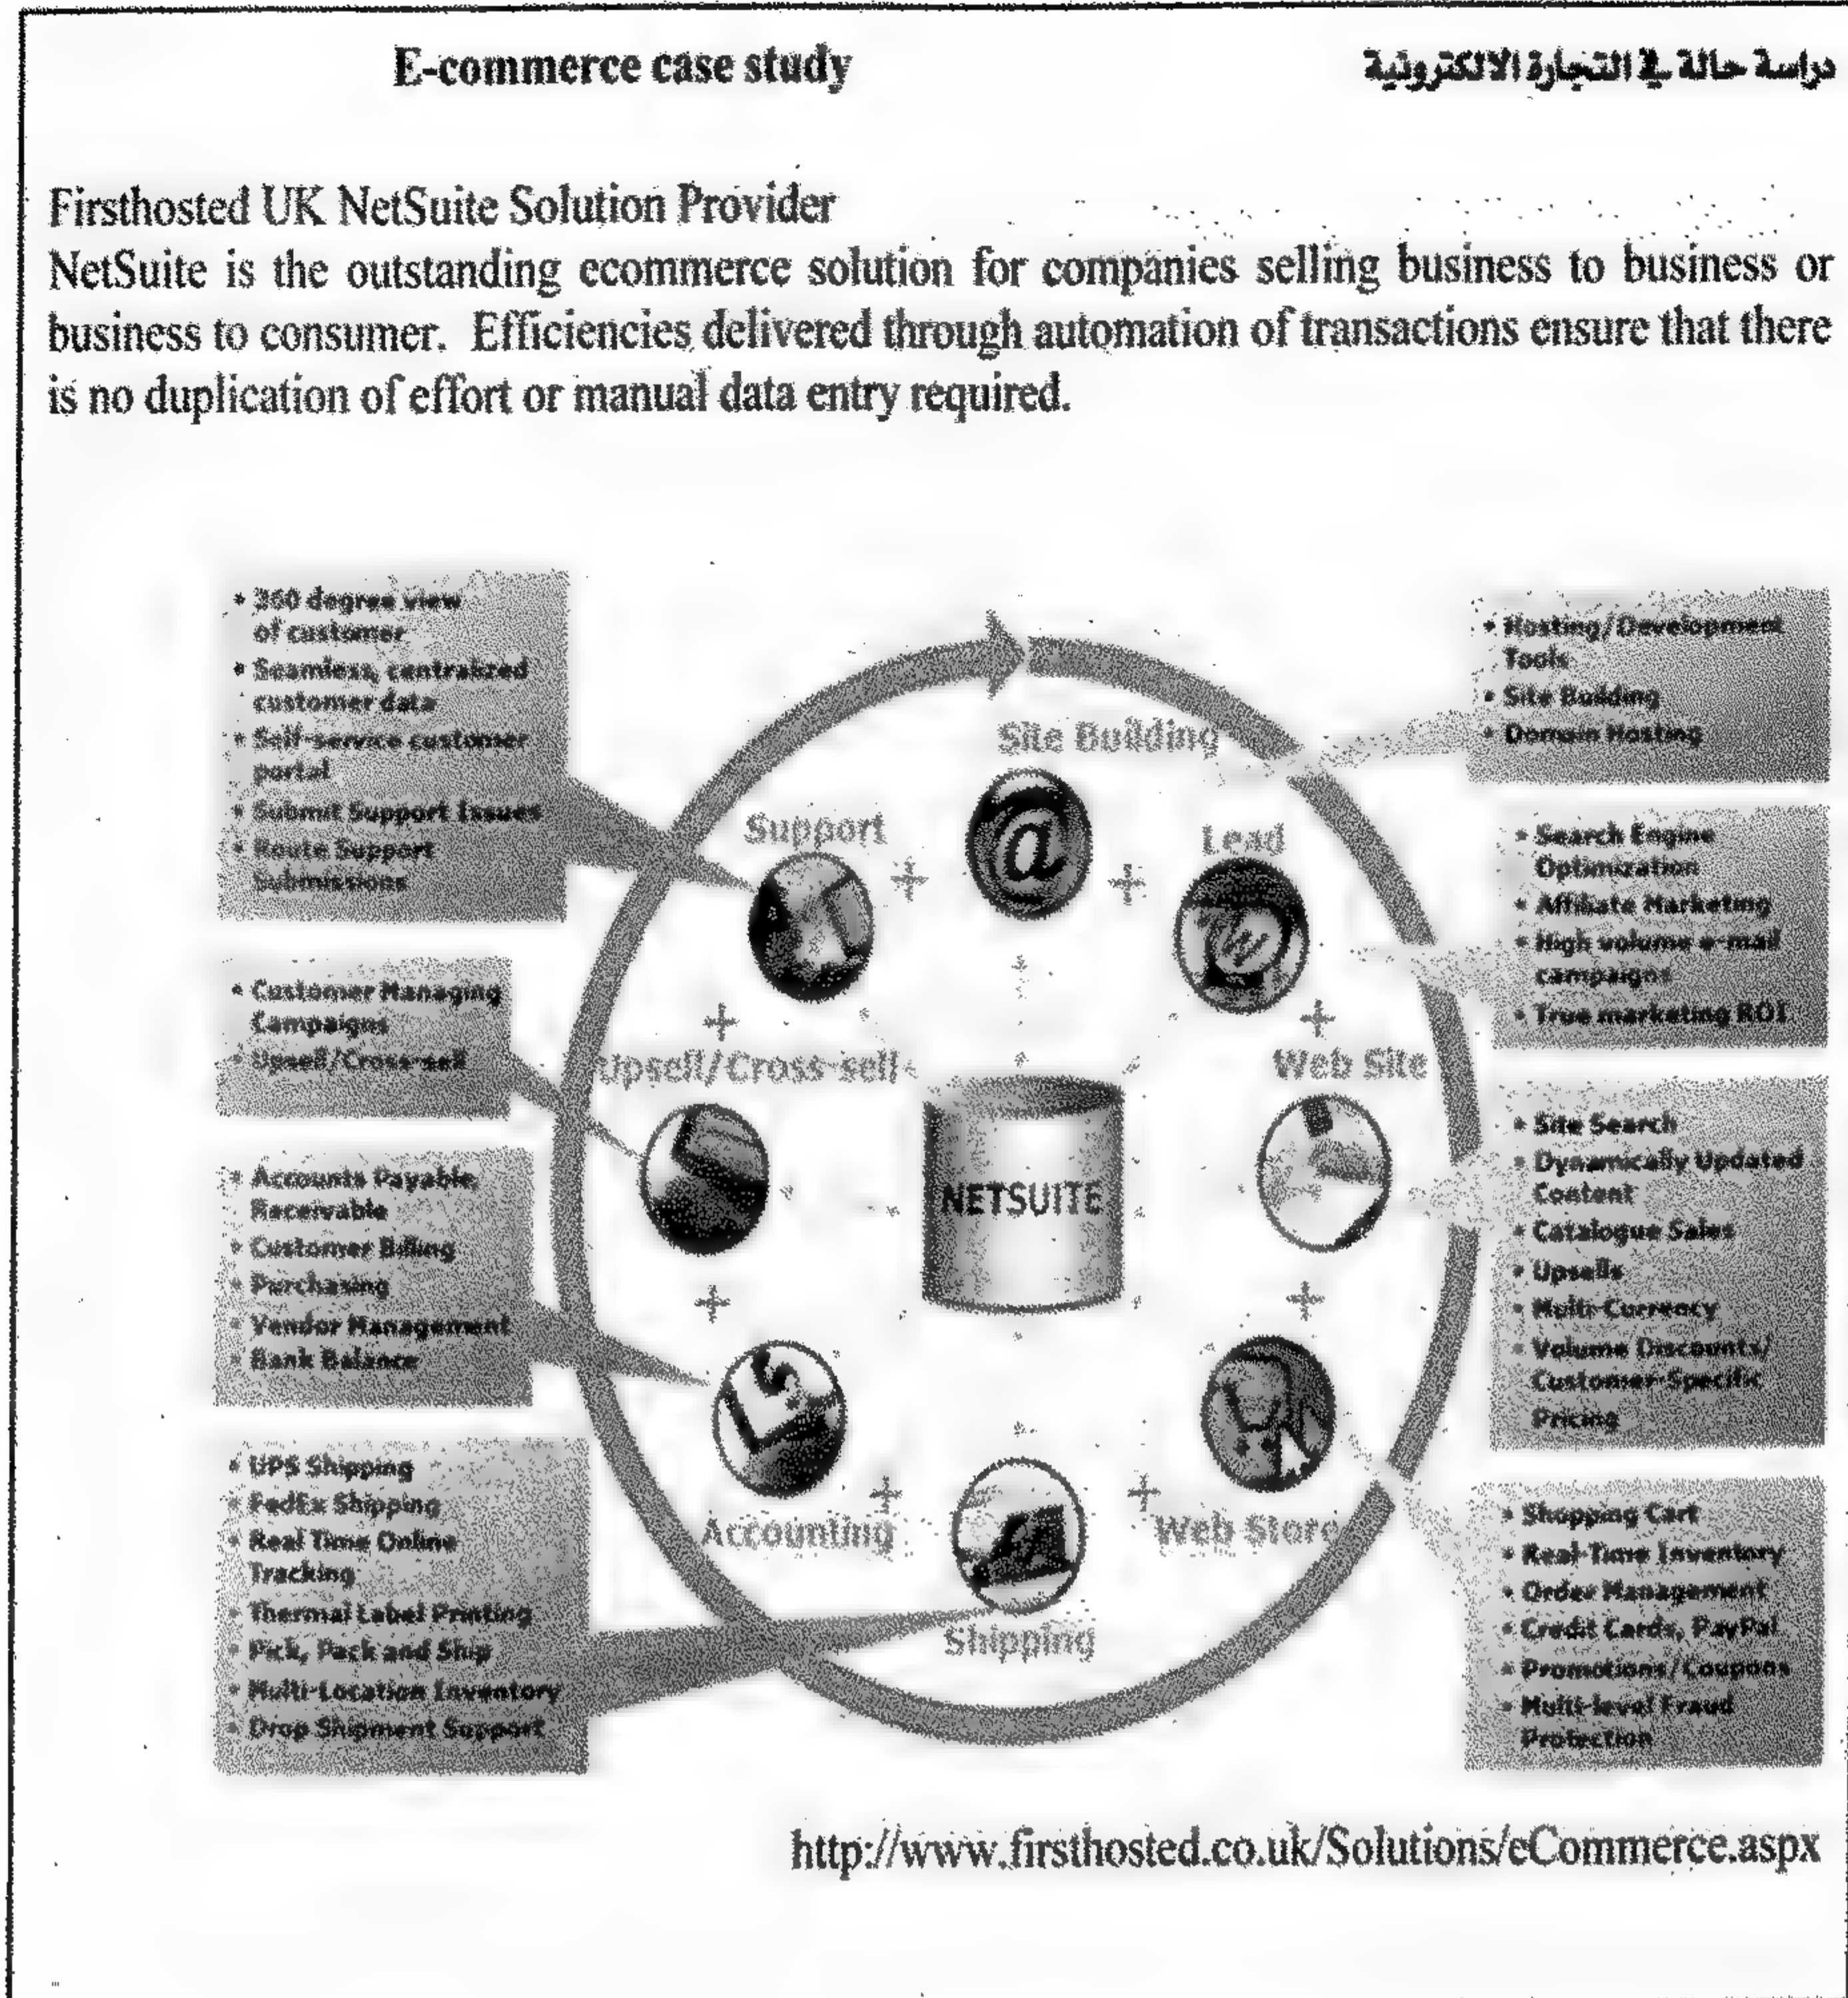 E-commerce case study
دراسة حالة في التجارة الالكترونية
Firsthosted UK NetSuite Solution Provider
NetSuite is the outstanding ecommerce solution for companies selling business to business or
business to consumer. Efficiencies delivered through automation of transactions ensure that there
is no duplication of effort or manual data entry required.
• 360 degree view
of customer
• Seamless, centralized
customer data
• Self-service customer
portal
• Submit Support Issues
• Route Support
Submissions
• Customer Managing
Campaigns
• Upsell/Cross-sell
• Accounts Payable,
Receivable
• Customer Billing
• Purchasing
• Vendor Management
• Bank Balance
• UPS Shipping
• FedEx Shipping
• Real Time Online
Tracking
• Thermal Label Printing
• Pick, Pack and Ship
• Multi-Location Inventory
• Drop Shipment Support
Site Building
@
Support
Lead
Upsell/Cross-sell
Web Site
NETSUITE
Accounting
Web Store
Shipping
• Hosting/Development
Tools
• Site Building
• Domain Hosting
• Search Engine
Optimization
• Affiliate Marketing
• High volume e-mail
campaigns
• True marketing ROI
• Site Search
• Dynamically Updated
Content
• Catalogue Sales
• Upsells
• Multi-Currency
• Volume Discounts/
Customer-Specific
Pricing
• Shopping Cart
• Real-Time Inventory
• Order Management
• Credit Cards, PayPal
• Promotions/Coupons
• Multi-level Fraud
Protection
http://www.firsthosted.co.uk/Solutions/eCommerce.aspx